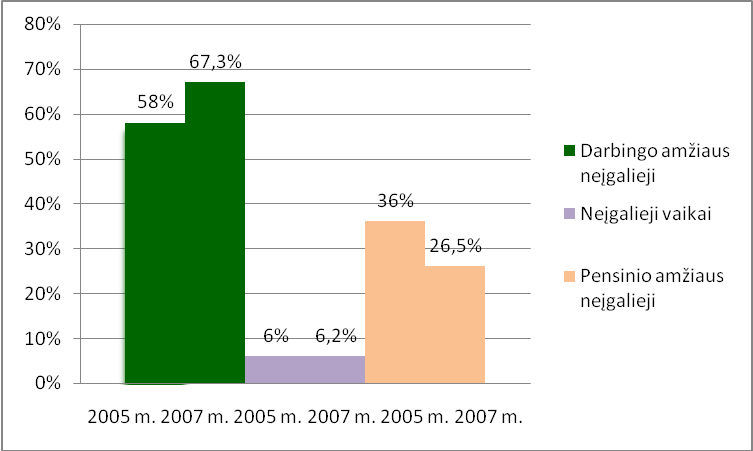 80%
70%
60%
50%
40%
30%
20%
10%
0%
58%
67,3%
6%
6,2%
36%
26,5%
2005 m. 2007 m. 2005 m. 2007 m. 2005 m. 2007 m.
Darbingo amžiaus
neįgalieji
Neįgalieji vaikai
Pensinio amžiaus
neįgalieji